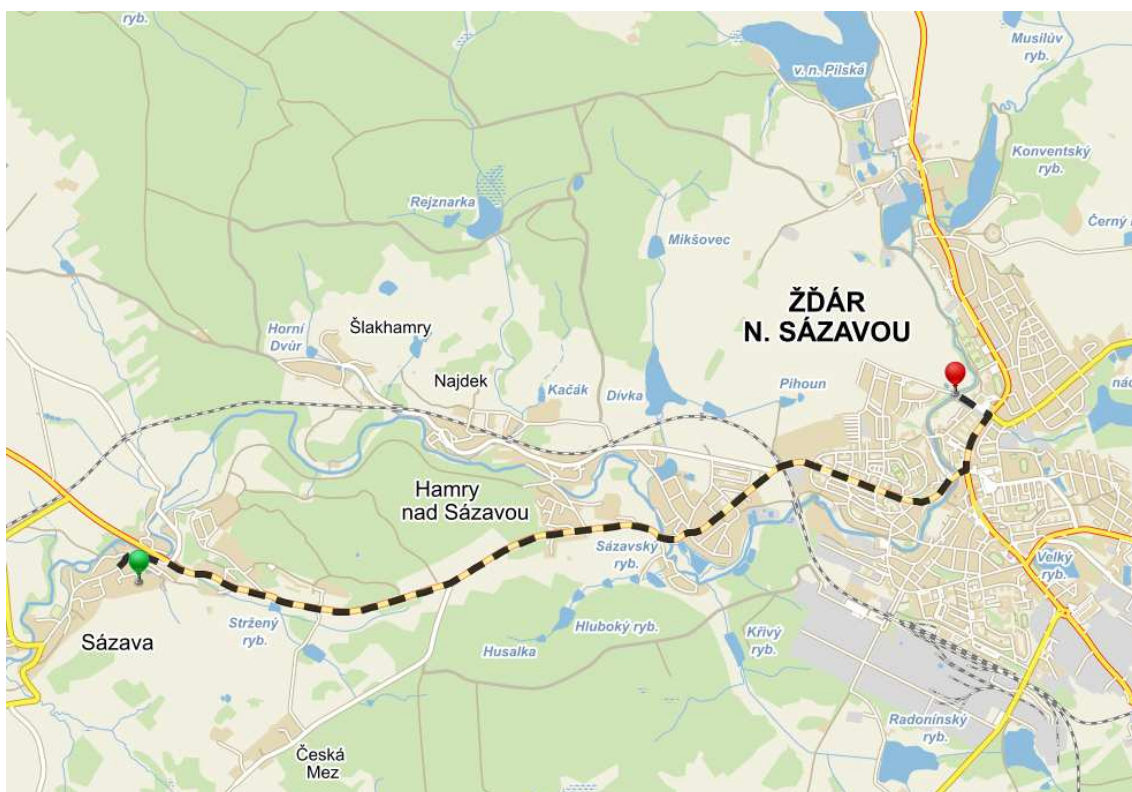 ryb.
Musilův
ryb.
v. n. Pilská
Konventský
ryb.
Rejznarka
Černý
Mikšovec
ŽĎÁR
N. SÁZAVOU
Horní
Dvůr
Šlakhamry
Najdek
Kačák
Dívka
Pihoun
Hamry
nad Sázavou
Sázavský
ryb.
Velký
ryb.
Stržený
ryb.
Sázava
Hluboký ryb.
Husalka
Křivý
ryb.
Radonínský
ryb.
Česká
Mez